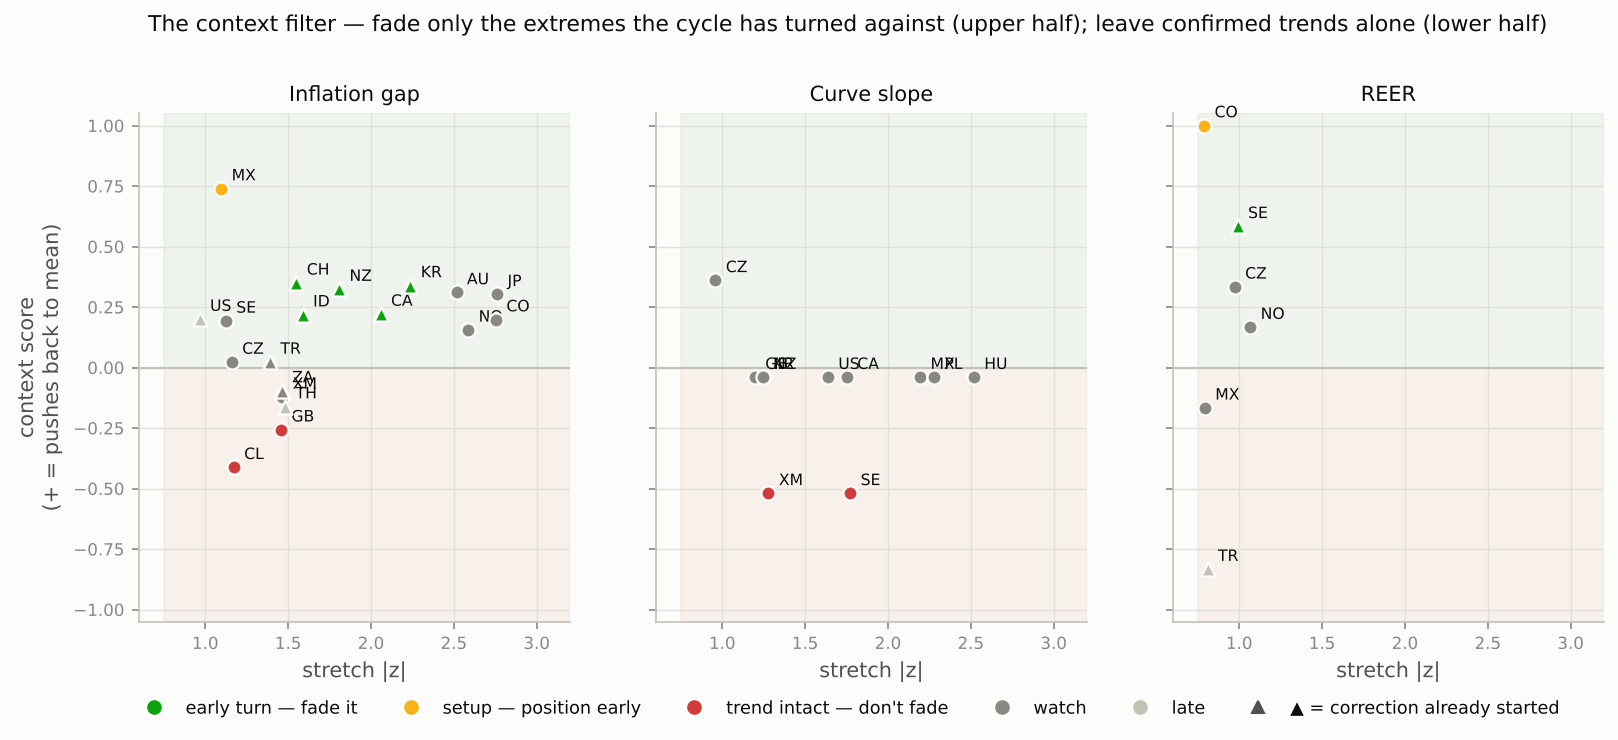 The context filter — fade only the extremes the cycle has turned against (upper half); leave confirmed trends alone (lower half)
Inflation gap
Curve slope
REER
context score
(+ = pushes back to mean)
1.00
0.75
0.50
0.25
0.00
−0.25
−0.50
−0.75
−1.00
MX
CH
NZ
KR
AU
JP
ID
CA
CO
US
SE
CZ
TR
ZA
XM
TH
GB
CL
CZ
US
CA
HU
XM
SE
CO
SE
CZ
NO
MX
TR
1.0 1.5 2.0 2.5 3.0
1.0 1.5 2.0 2.5 3.0
1.0 1.5 2.0 2.5 3.0
stretch |z|
stretch |z|
stretch |z|
early turn — fade it
setup — position early
trend intact — don't fade
watch
late
▲ = correction already started